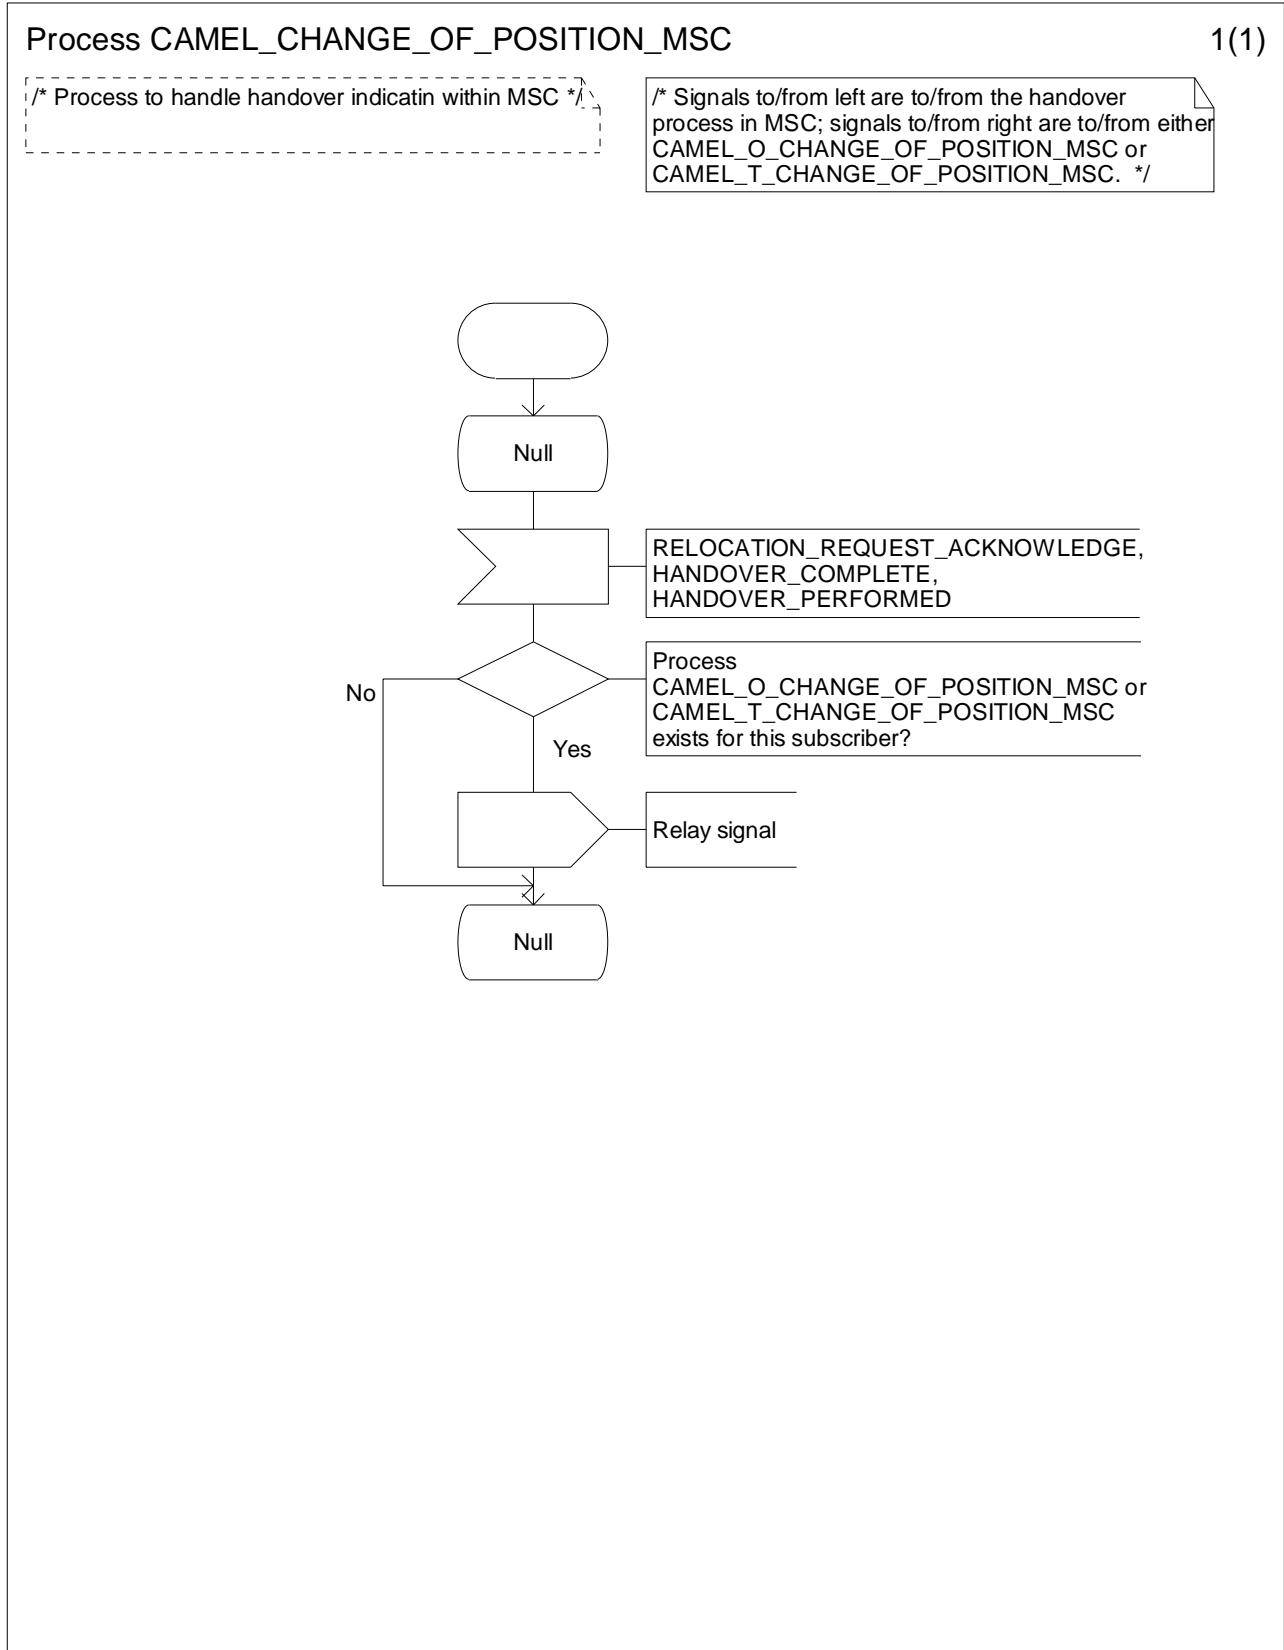 Process CAMEL_CHANGE_OF_POSITION_MSC
1(1)
/* Process to handle handover indicatin within MSC */
/* Signals to/from left are to/from the handover
process in MSC; signals to/from right are to/from either
CAMEL_O_CHANGE_OF_POSITION_MSC or
CAMEL_T_CHANGE_OF_POSITION_MSC. */
Null
RELOCATION_REQUEST_ACKNOWLEDGE,
HANDOVER_COMPLETE,
HANDOVER_PERFORMED
Process
CAMEL_O_CHANGE_OF_POSITION_MSC or
CAMEL_T_CHANGE_OF_POSITION_MSC
exists for this subscriber?
No
Yes
Relay signal
Null